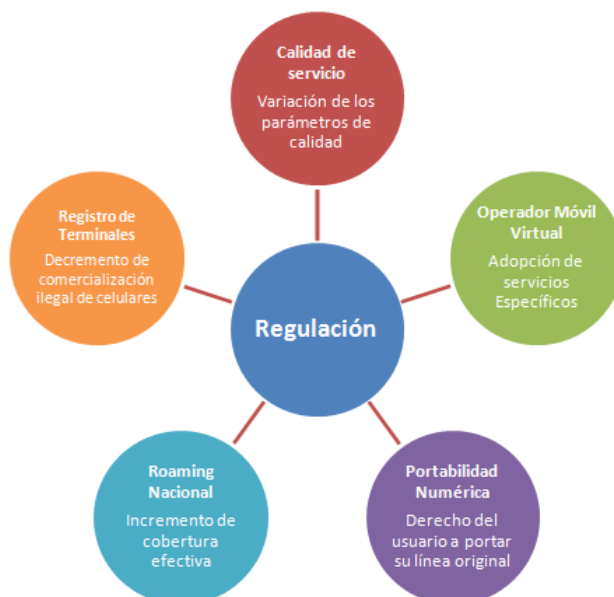 Calidad de
servicio
Variación de los
parámetros de
calidad
Registro de
Terminales
Decremento de
comercialización
ilegal de celulares
Operador Móvil
Virtual
Adopción de
servicios
Específicos
Regulación
Roaming
Nacional
Incremento de
cobertura
efectiva
Portabilidad
Numérica
Derecho del
usuario a portar
su línea original